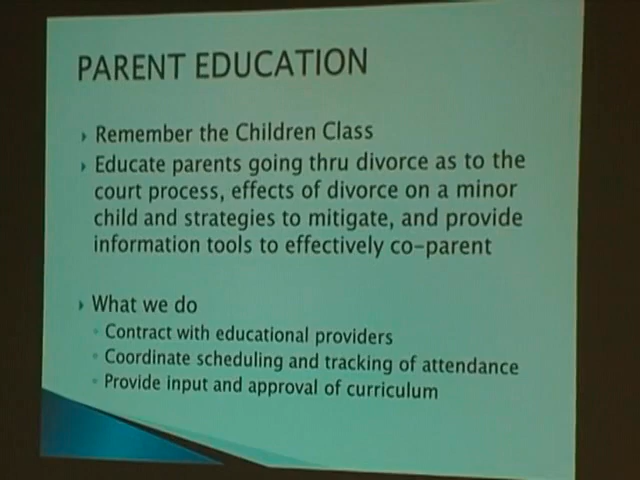 PARENT EDUCATION
Remember the Children Class
Educate parents going thru divorce as to the
court process, effects of divorce on a minor
child and strategies to mitigate, and provide
information tools to effectively co-parent
What we do
Contract with educational providers
Coordinate scheduling and tracking of attendance
Provide input and approval of curriculum